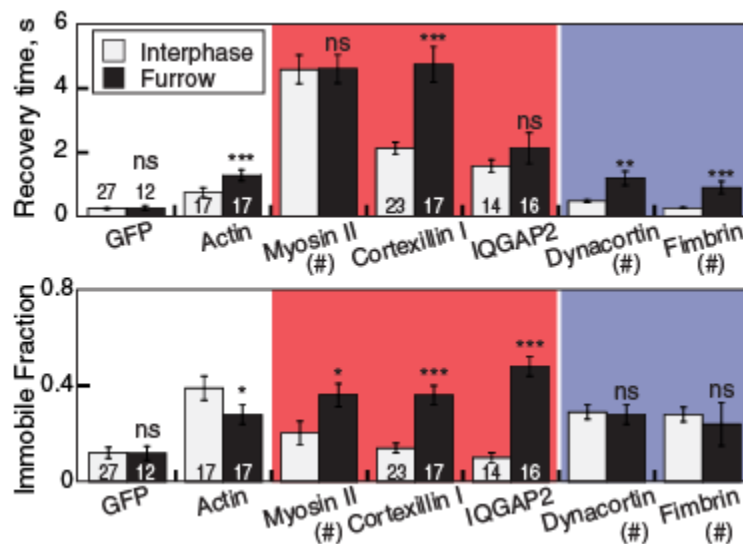 Recovery time, s
6
4
2
0
Interphase
Furrow
27 12 ns
17 17 ***
ns
23 17 ***
14 16 ns
**
***
GFP
Actin
Myosin II
(#)
Cortexillin I
IQGAP2
Dynacortin
(#)
Fimbrin
(#)
Immobile Fraction
0.8
0.4
0
27 12 ns
17 17 *
*
23 17 ***
14 16 ***
ns
ns
GFP
Actin
Myosin II
(#)
Cortexillin I
IQGAP2
Dynacortin
(#)
Fimbrin
(#)